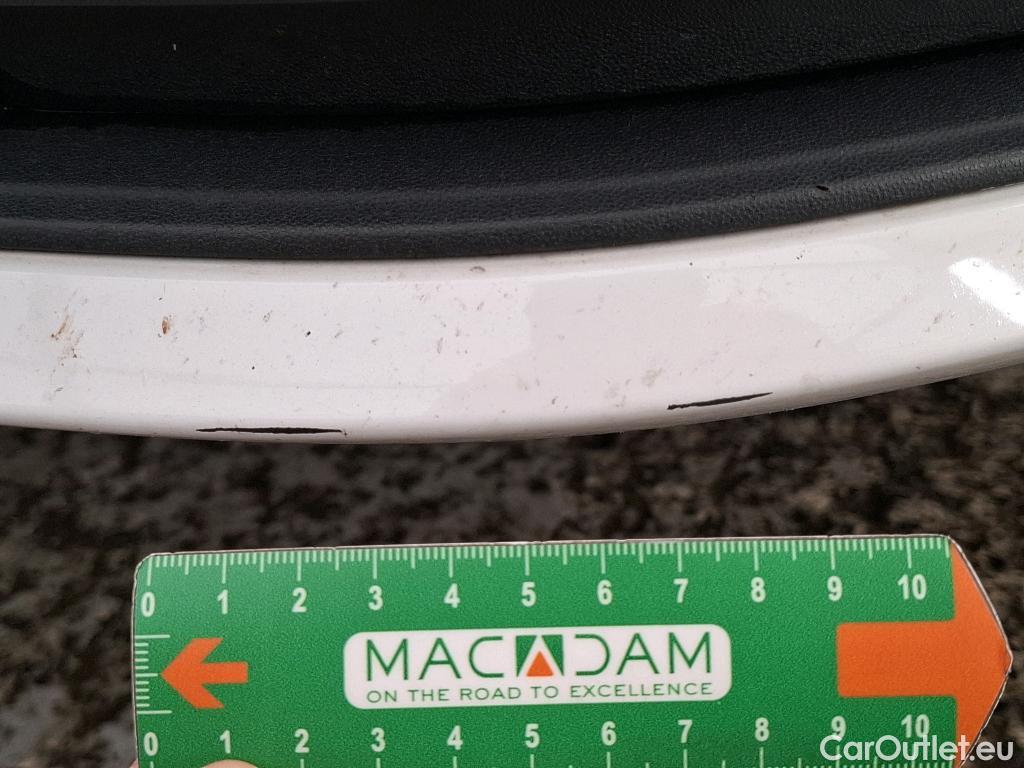 0 1 2 3 4 5 6 7 8 9 10
MACADAM
ON THE ROAD TO EXCELLENCE
0 1 2 3 4 5 6 7 8 9 10
CarOutlet.eu